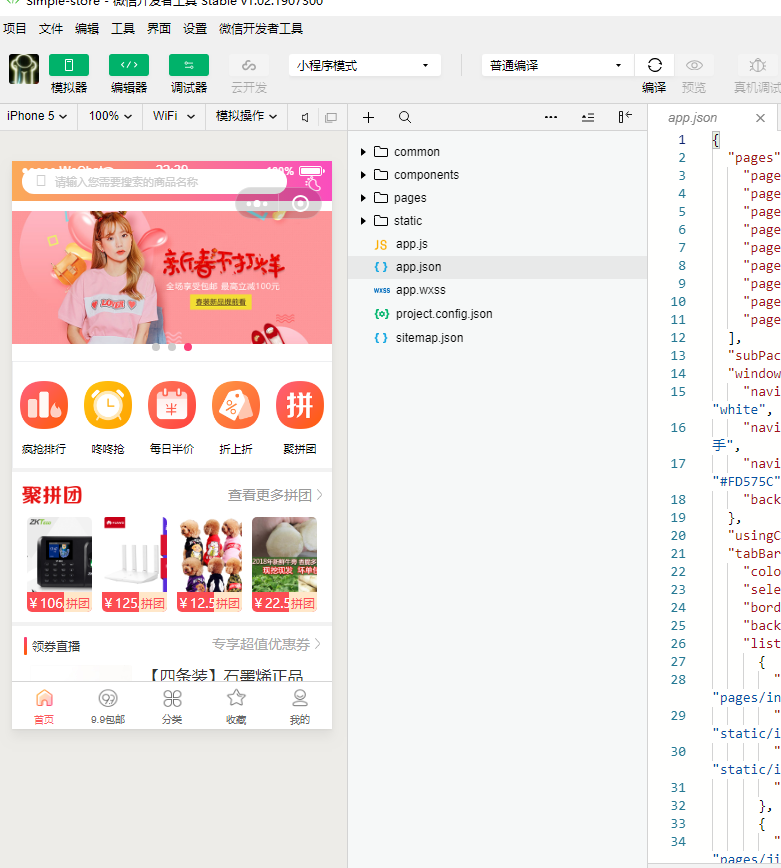 Simple-store - 微信开发者工具 Stable v1.02.1907300
项目 文件 编辑 工具 界面 设置 微信开发者工具
小程序模式
普通编译
模拟器 编辑器 调试器 云开发
编译 预览 真机调试
iPhone 5 100% WiFi 模拟操作
app.json
请输入您需要搜索的商品名称
100%
新春不打烊
全场享受包邮 最高立减100元
春装新品提前看
拼
疯抢排行 咚咚抢 每日半价 折上折 聚拼团
聚拼团 查看更多拼团
¥106 拼团 ¥125 拼团 ¥12.5 拼团 ¥22.5 拼团
领券直播 专享超值优惠券
【四条装】石墨烯正品
首页 9.9包邮 分类 收藏 我的
common
components
pages
static
JS app.js
{ } app.json
wxss app.wxss
{o} project.config.json
{ } sitemap.json
1 {
2 "pages"
3 "page
4 "page
5 "page
6 "page
7 "page
8 "page
9 "page
10 "page
11 "page
12 ],
13 "subPac
14 "window
15 "navi
"white",
16 "navi
手",
17 "navi
"#FD575C"
18 "back
19 },
20 "usingC
21 "tabBar
22 "colo
23 "sele
24 "bord
25 "back
26 "list
27 {
28 "
"pages/in
29 "
"static/i
30 "
"static/i
31 "
32 },
33 {
34 "
"pages/ji